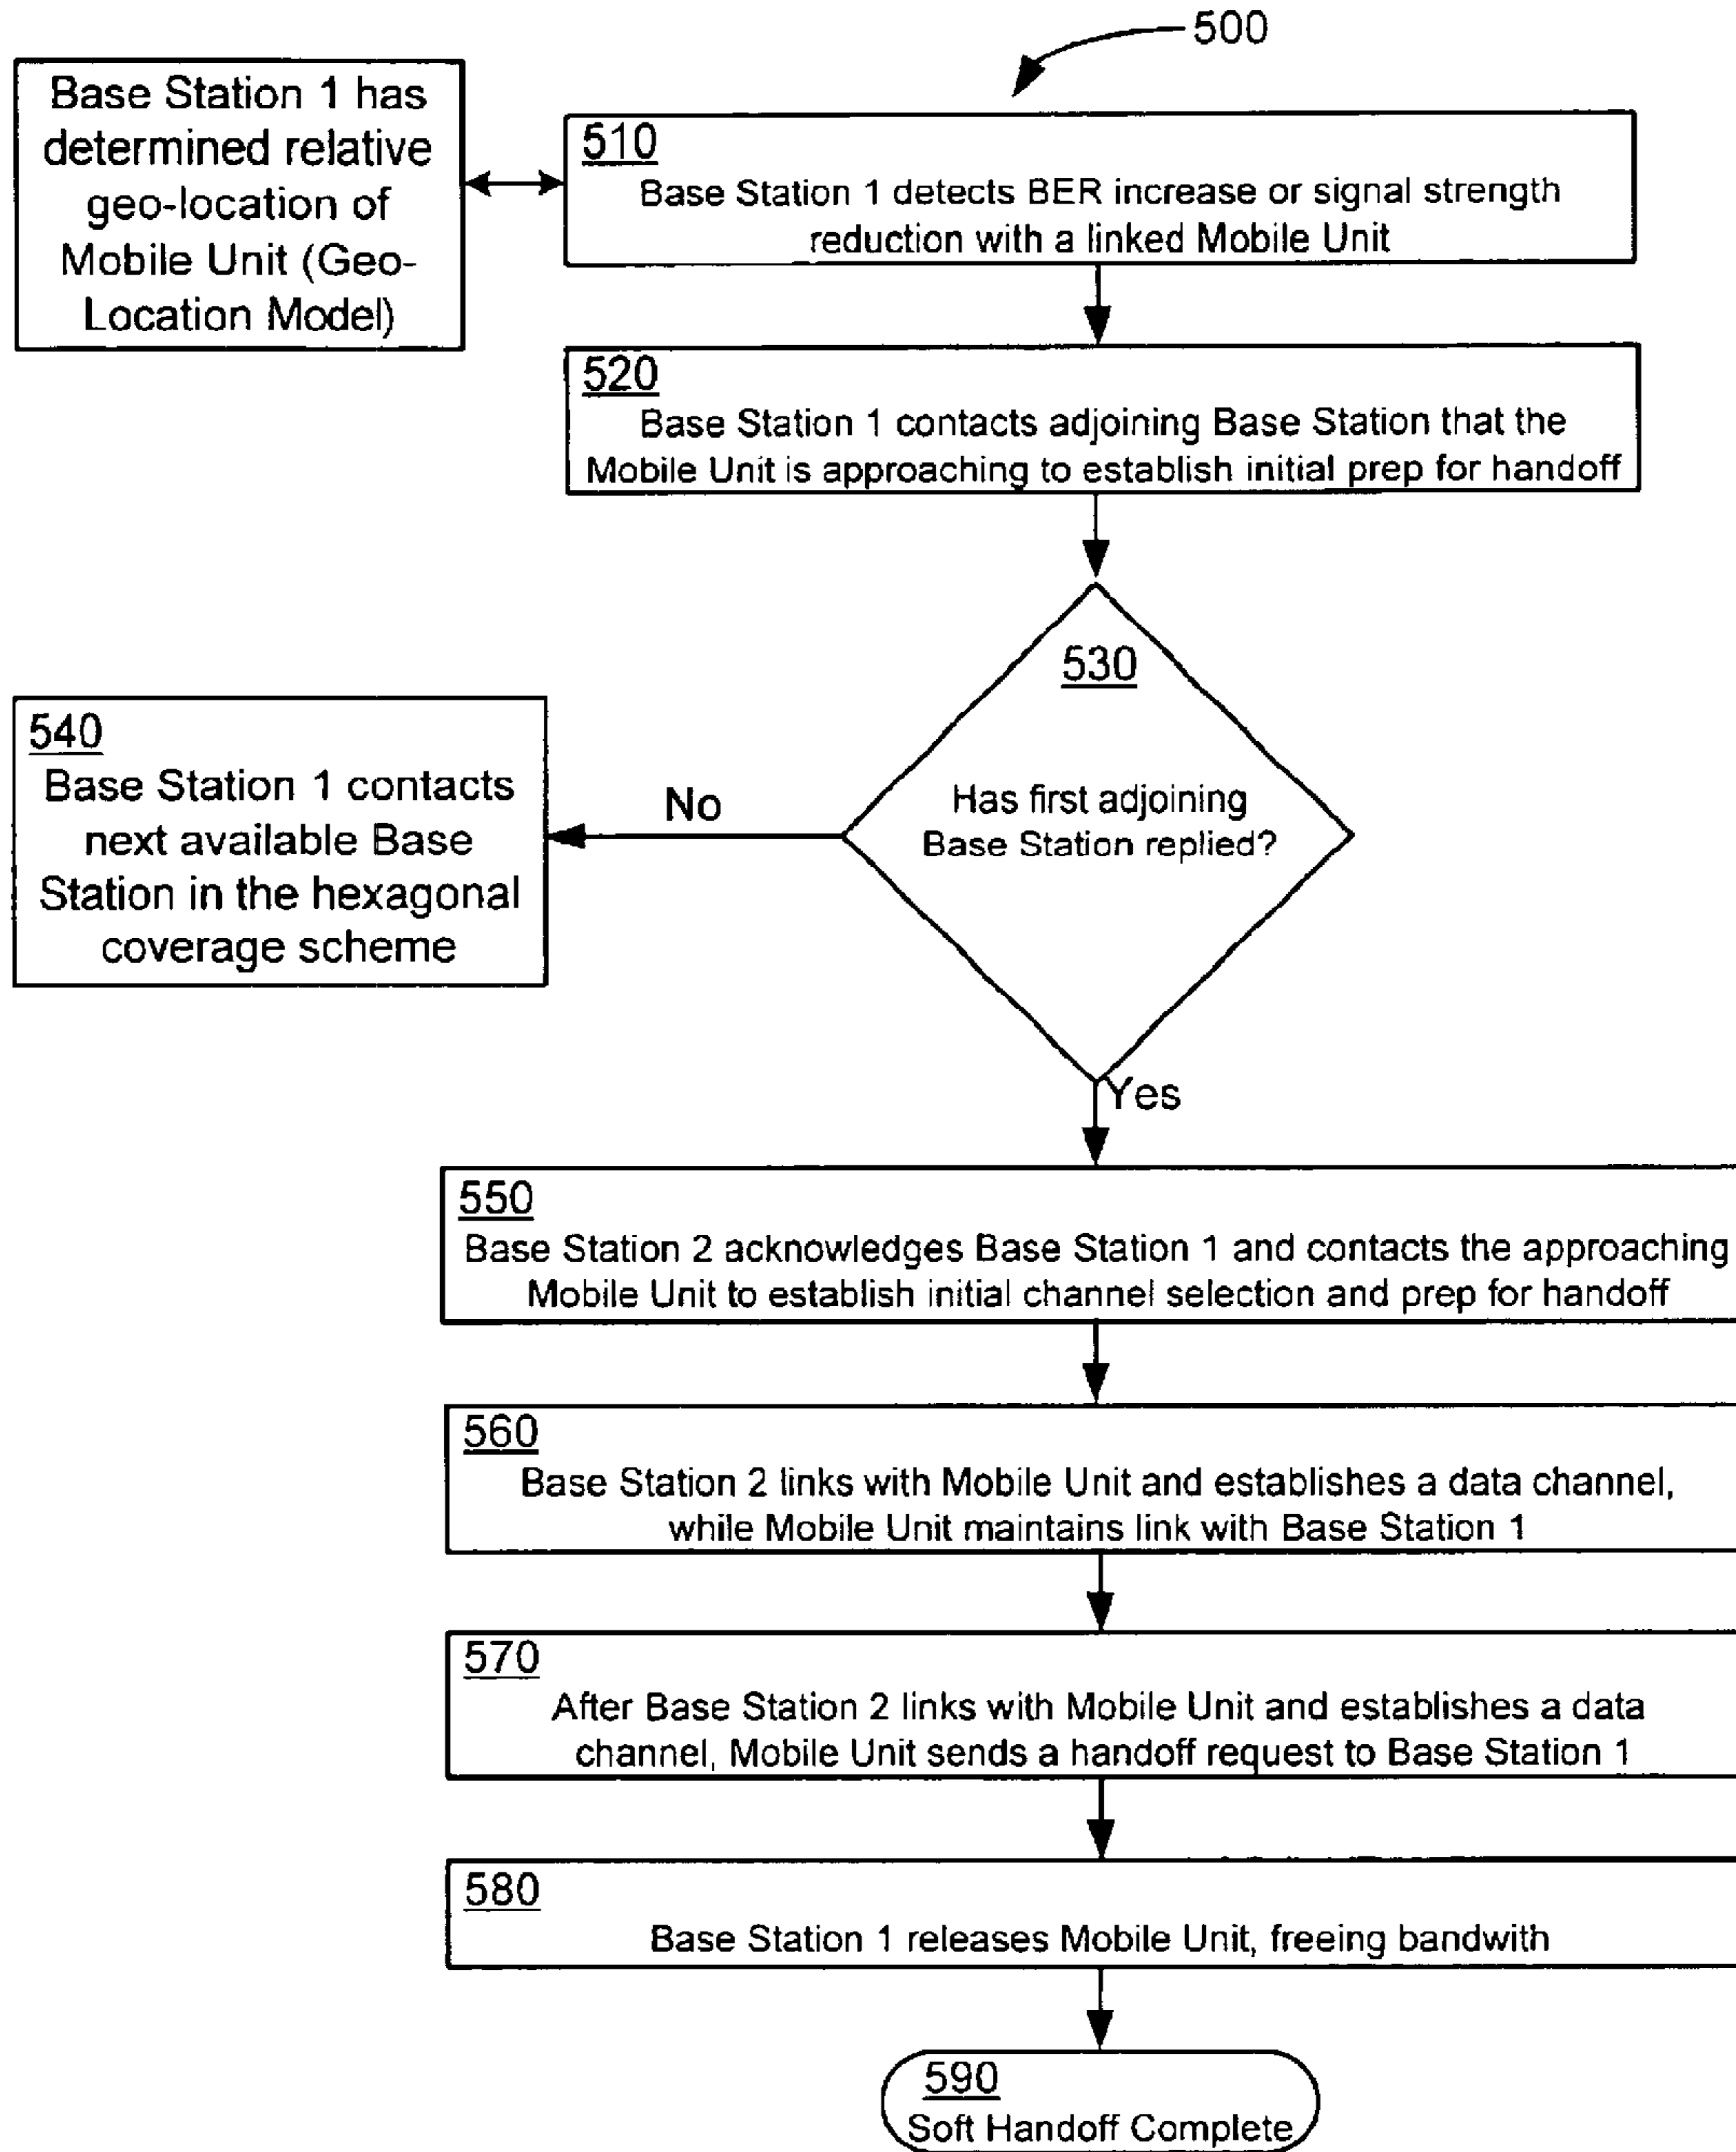 500
Base Station 1 has
determined relative
geo-location of
Mobile Unit (Geo-
Location Model)
510
Base Station 1 detects BER increase or signal strength
reduction with a linked Mobile Unit
520
Base Station 1 contacts adjoining Base Station that the
Mobile Unit is approaching to establish initial prep for handoff
530
Has first adjoining
Base Station replied?
No
540
Base Station 1 contacts
next available Base
Station in the hexagonal
coverage scheme
Yes
550
Base Station 2 acknowledges Base Station 1 and contacts the approaching
Mobile Unit to establish initial channel selection and prep for handoff
560
Base Station 2 links with Mobile Unit and establishes a data channel,
while Mobile Unit maintains link with Base Station 1
570
After Base Station 2 links with Mobile Unit and establishes a data
channel, Mobile Unit sends a handoff request to Base Station 1
580
Base Station 1 releases Mobile Unit, freeing bandwith
590
Soft Handoff Complete